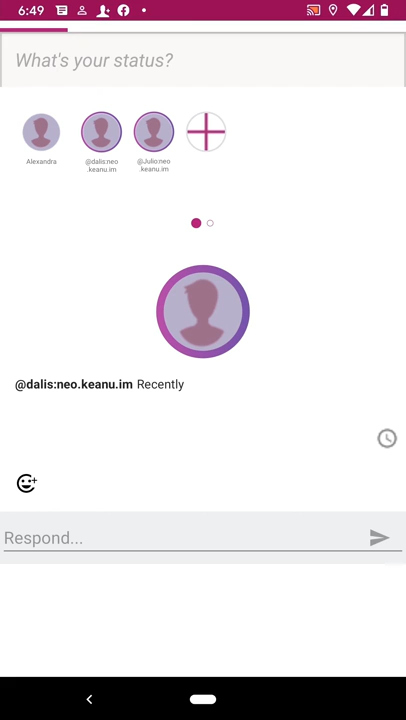 6:49
What's your status?
Alexandra
@dalis:neo
.keanu.im
@Julio:neo
.keanu.im
@dalis:neo.keanu.im Recently
Respond...